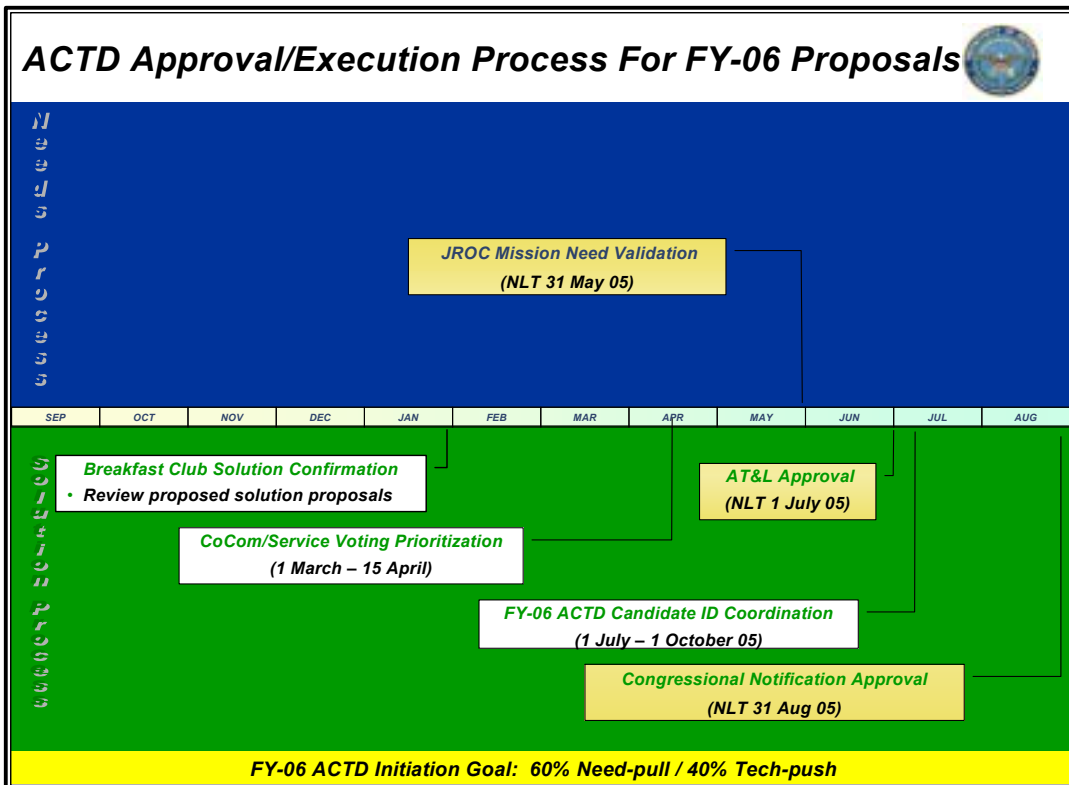 ACTD Approval/Execution Process For FY-06 Proposals
Needs Process
JROC Mission Need Validation
(NLT 31 May 05)
SEP OCT NOV DEC JAN FEB MAR APR MAY JUN JUL AUG
Solution Process
Breakfast Club Solution Confirmation
• Review proposed solution proposals
AT&L Approval
(NLT 1 July 05)
CoCom/Service Voting Prioritization
(1 March – 15 April)
FY-06 ACTD Candidate ID Coordination
(1 July – 1 October 05)
Congressional Notification Approval
(NLT 31 Aug 05)
FY-06 ACTD Initiation Goal: 60% Need-pull / 40% Tech-push